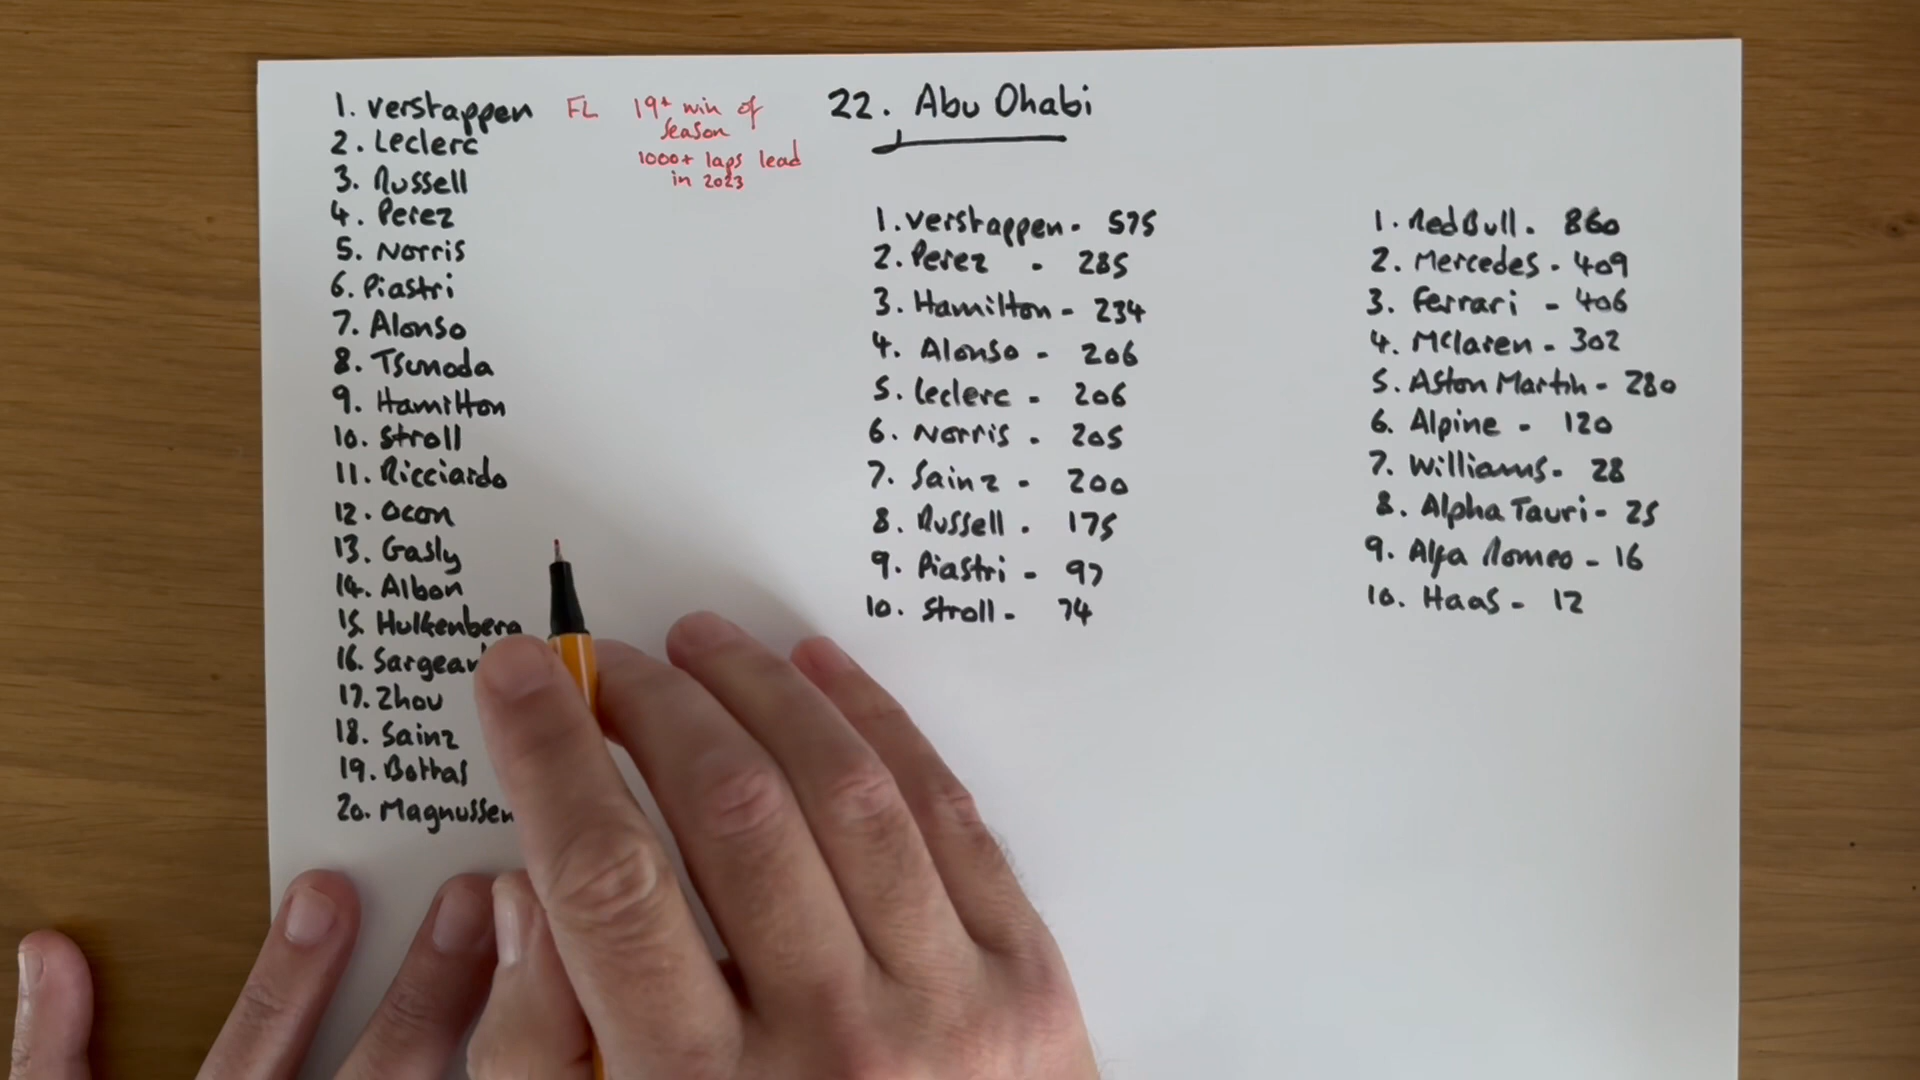 1. Verstappen FL 19th win of
season
1000+ laps lead
in 2023
2. Leclerc
3. Russell
4. Perez
5. Norris
6. Piastri
7. Alonso
8. Tsunoda
9. Hamilton
10. Stroll
11. Ricciardo
12. Ocon
13. Gasly
14. Albon
15. Hulkenberg
16. Sargean
17. Zhou
18. Sainz
19. Bottas
20. Magnussen
22. Abu Dhabi
1. Verstappen - 575
2. Perez - 285
3. Hamilton - 234
4. Alonso - 206
5. Leclerc - 206
6. Norris - 205
7. Sainz - 200
8. Russell - 175
9. Piastri - 97
10. Stroll - 74
1. Red Bull - 860
2. Mercedes - 409
3. Ferrari - 406
4. Mclaren - 302
5. Aston Martin - 280
6. Alpine - 120
7. Williams - 28
8. Alpha Tauri - 25
9. Alfa Romeo - 16
10. Haas - 12